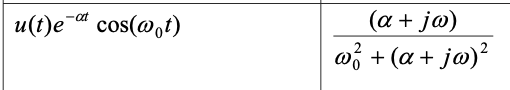 u(t)e^{-αt} cos(ω₀t)
(α + jω)
ω₀² + (α + jω)²